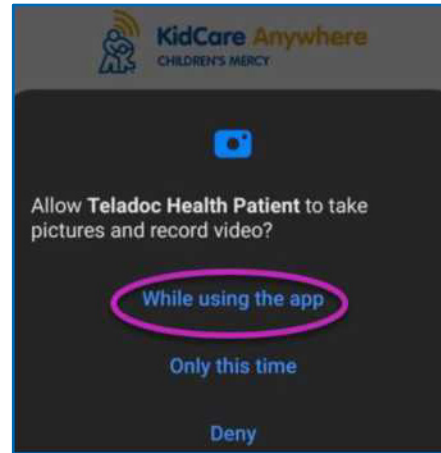 KidCare Anywhere
CHILDREN'S MERCY
Allow Teladoc Health Patient to take
pictures and record video?
While using the app
Only this time
Deny